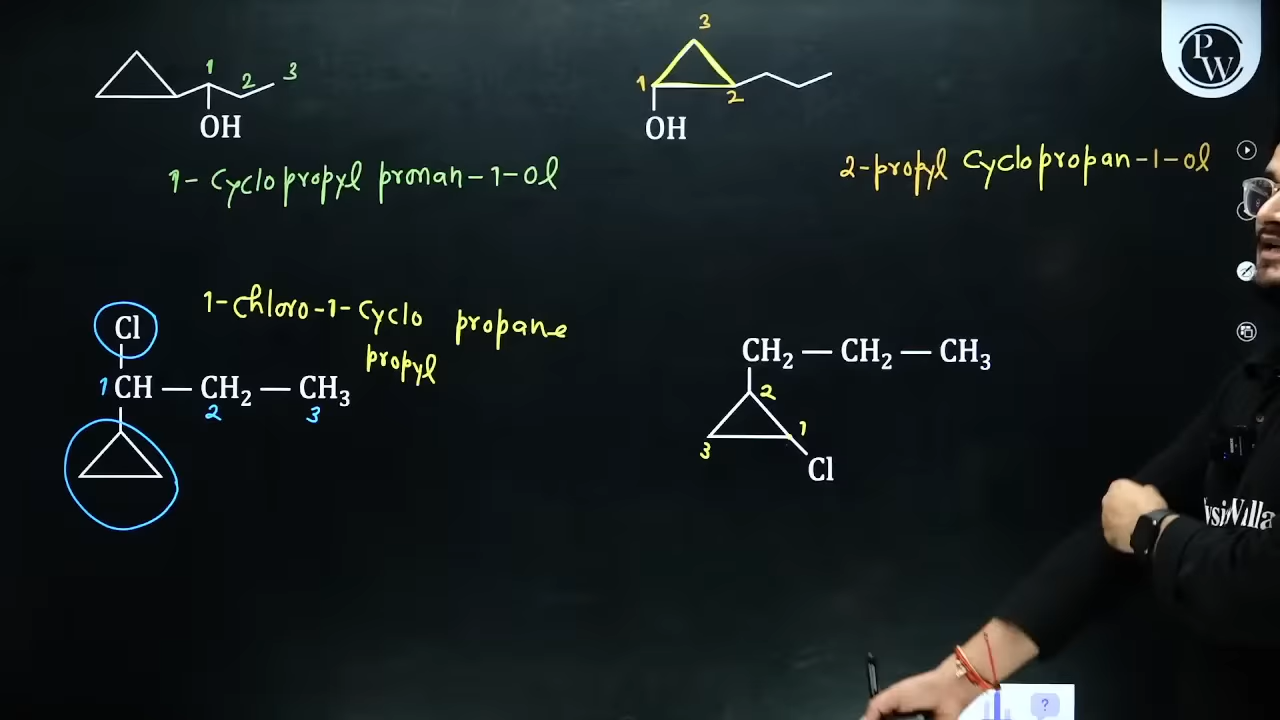 3
1
2
3
OH
1-Cyclopropyl pronan-1-ol
1
2
OH
2-propyl Cyclopropan-1-ol
PW
1-Chloro-1-Cyclo propane
propyl
Cl
1 CH — CH₂ — CH₃
2 3
CH₂ — CH₂ — CH₃
2
1
3
Cl
?